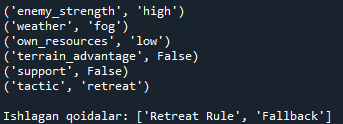 ('enemy_strength', 'high')
('weather', 'fog')
('own_resources', 'low')
('terrain_advantage', False)
('support', False)
('tactic', 'retreat')
Ishlagan qoidalar: ['Retreat Rule', 'Fallback']